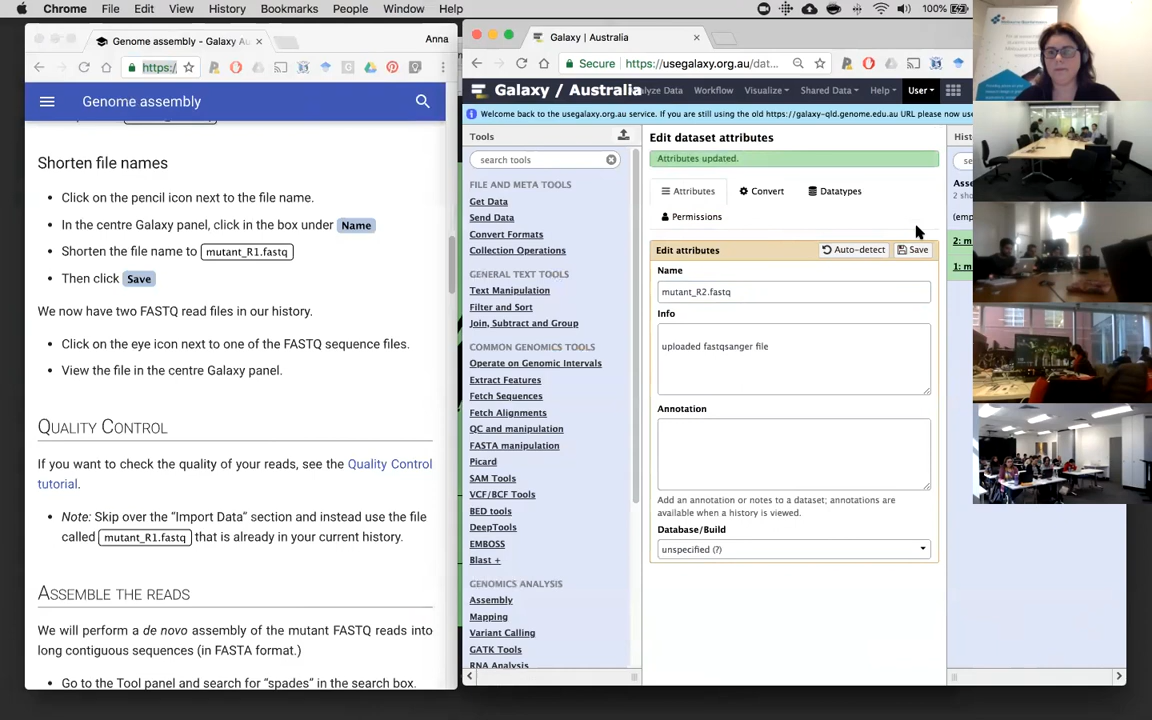 Chrome File Edit View History Bookmarks People Window Help 100%
Genome assembly - Galaxy Au
Anna
https:/
Genome assembly
Shorten file names
Click on the pencil icon next to the file name.
In the centre Galaxy panel, click in the box under Name
Shorten the file name to mutant_R1.fastq
Then click Save
We now have two FASTQ read files in our history.
Click on the eye icon next to one of the FASTQ sequence files.
View the file in the centre Galaxy panel.
QUALITY CONTROL
If you want to check the quality of your reads, see the Quality Control
tutorial.
Note: Skip over the “Import Data” section and instead use the file
called mutant_R1.fastq that is already in your current history.
ASSEMBLE THE READS
We will perform a de novo assembly of the mutant FASTQ reads into
long contiguous sequences (in FASTA format.)
Go to the Tool panel and search for “spades” in the search box.
Galaxy | Australia
Secure https://usegalaxy.org.au/dat...
Galaxy / Australia alyze Data Workflow Visualize Shared Data Help User
Welcome back to the usegalaxy.org.au service. If you are still using the old https://galaxy-qld.genome.edu.au URL please now use
Tools
search tools
FILE AND META TOOLS
Get Data
Send Data
Convert Formats
Collection Operations
GENERAL TEXT TOOLS
Text Manipulation
Filter and Sort
Join, Subtract and Group
COMMON GENOMICS TOOLS
Operate on Genomic Intervals
Extract Features
Fetch Sequences
Fetch Alignments
QC and manipulation
FASTA manipulation
Picard
SAM Tools
VCF/BCF Tools
BED tools
DeepTools
EMBOSS
Blast +
GENOMICS ANALYSIS
Assembly
Mapping
Variant Calling
GATK Tools
RNA Analysis
Edit dataset attributes
Attributes updated.
Attributes Convert Datatypes
Permissions
Edit attributes Auto-detect Save
Name
mutant_R2.fastq
Info
uploaded fastqsanger file
Annotation
Add an annotation or notes to a dataset; annotations are
available when a history is viewed.
Database/Build
unspecified (?)
Hist
se
Asse
2 sho
(emp
2: m
1: m